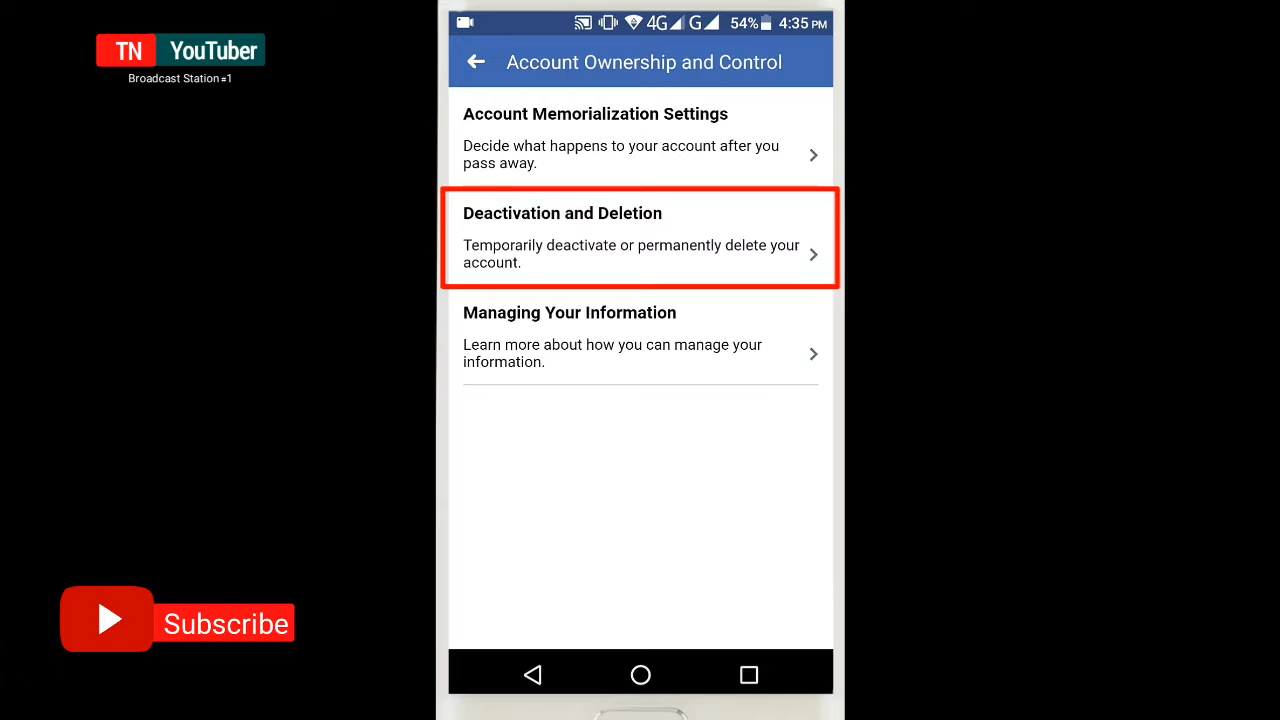 TN YouTuber
Broadcast Station #1
4G G 54% 4:35 PM
Account Ownership and Control
Account Memorialization Settings
Decide what happens to your account after you
pass away.
Deactivation and Deletion
Temporarily deactivate or permanently delete your
account.
Managing Your Information
Learn more about how you can manage your
information.
Subscribe